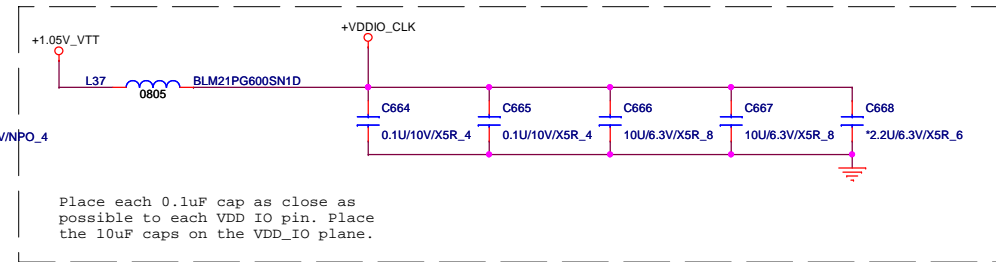 +VDDIO_CLK
+1.05V_VTT
L37
BLM21PG600SN1D
0805
C664
C665
C666
C667
C668
0.1U/10V/X5R_4
0.1U/10V/X5R_4
10U/6.3V/X5R_8
10U/6.3V/X5R_8
*2.2U/6.3V/X5R_6
V/NPO_4
Place each 0.1uF cap as close as
possible to each VDD IO pin. Place
the 10uF caps on the VDD_IO plane.